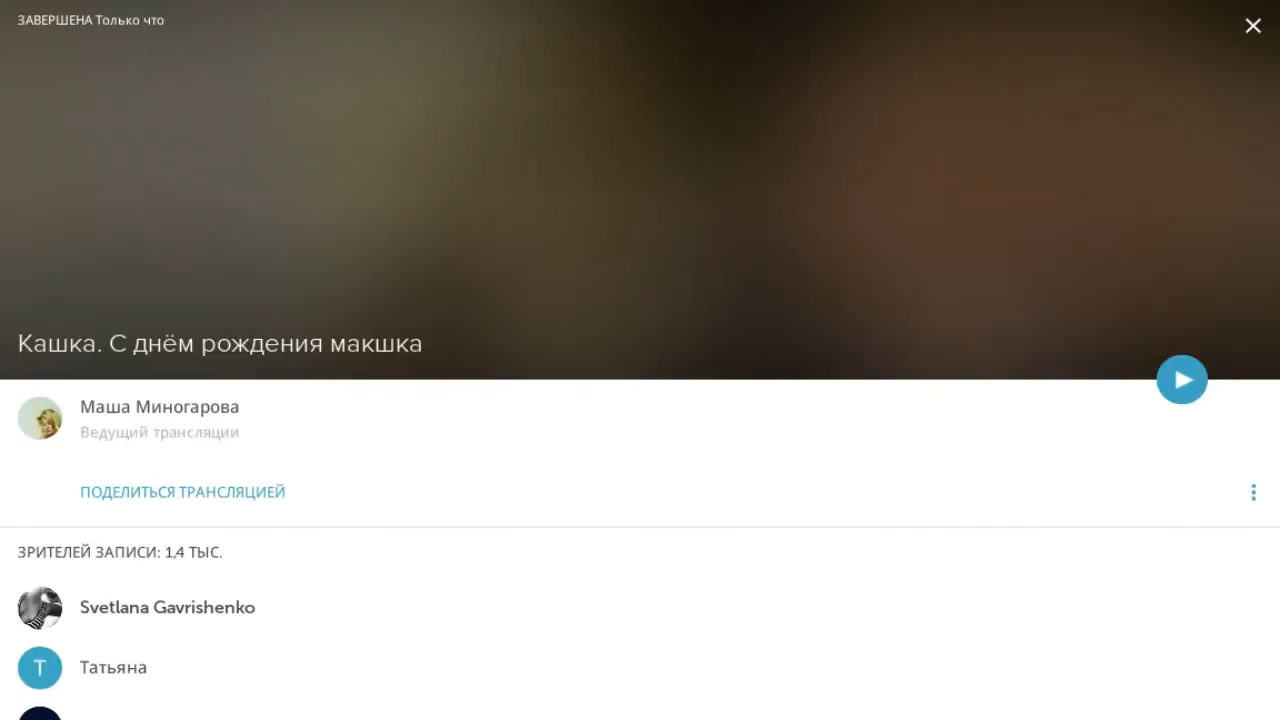 ЗАВЕРШЕНА Только что
Кашка. С днём рождения макшка
Маша Миногарова
Ведущий трансляции
ПОДЕЛИТЬСЯ ТРАНСЛЯЦИЕЙ
ЗРИТЕЛЕЙ ЗАПИСИ: 1,4 ТЫС.
Svetlana Gavrishenko
Т
Татьяна